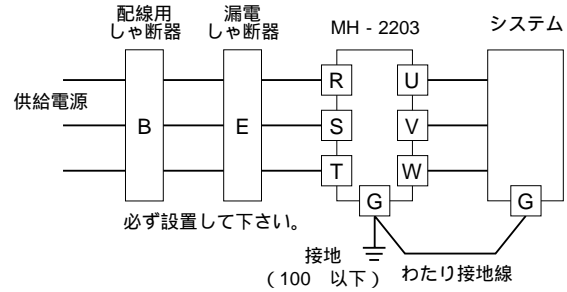 配線用
しゃ断器
漏電
しゃ断器
MH - 2203
システム
供給電源
B
E
R
S
T
U
V
W
G
G
必ず設置して下さい。
接地
(100 以下)
わたり接地線